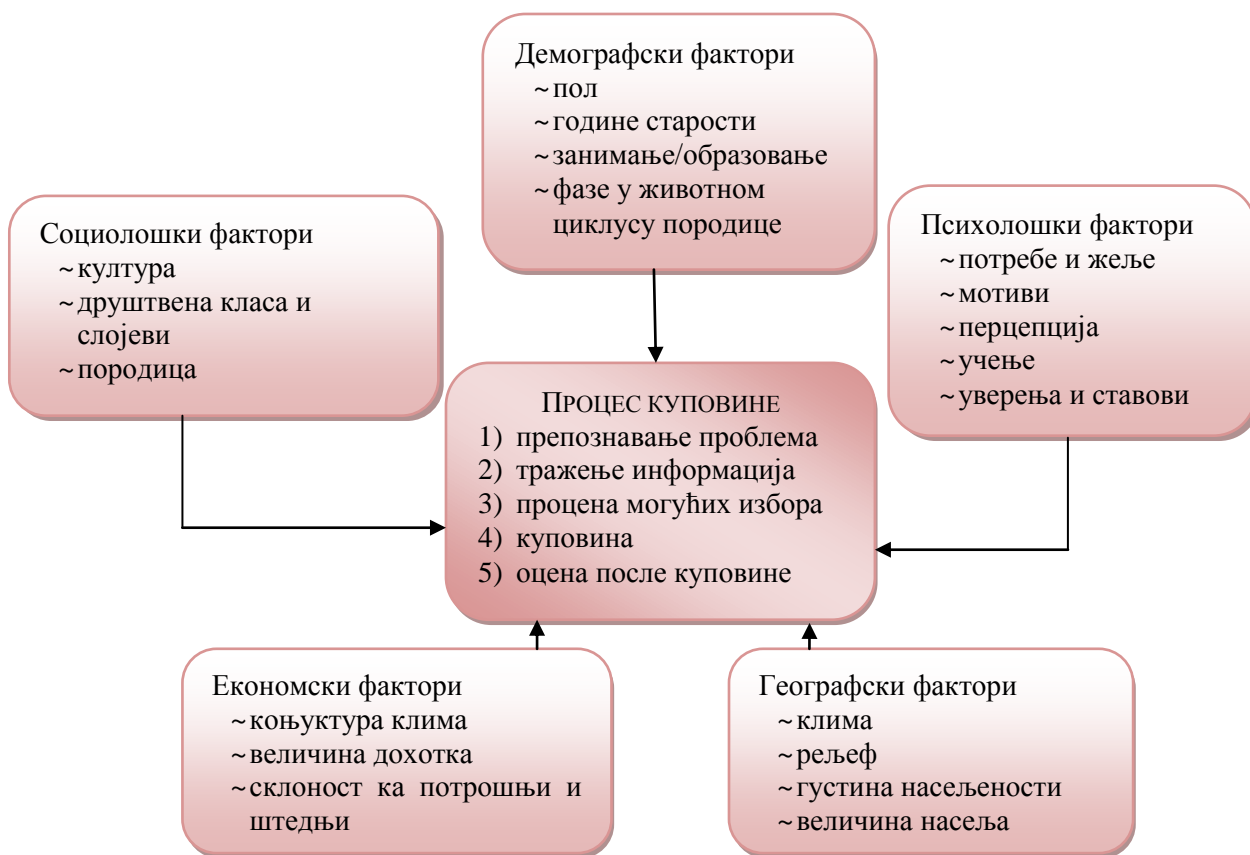 Демографски фактори
~пол
~године старости
~занимање/образовање
~фазе у животном
циклусу породице
Социолошки фактори
~култура
~друштвена класа и
слојеви
~породица
Психолошки фактори
~потребе и жеље
~мотиви
~перцепција
~учење
~уверења и ставови
ПРОЦЕС КУПОВИНЕ
1) препознавање проблема
2) тражење информација
3) процена могућих избора
4) куповина
5) оцена после куповине
Економски фактори
~коњуктура клима
~величина дохотка
~склоност ка потрошњи и
штедњи
Географски фактори
~клима
~рељеф
~густина насељености
~величина насеља